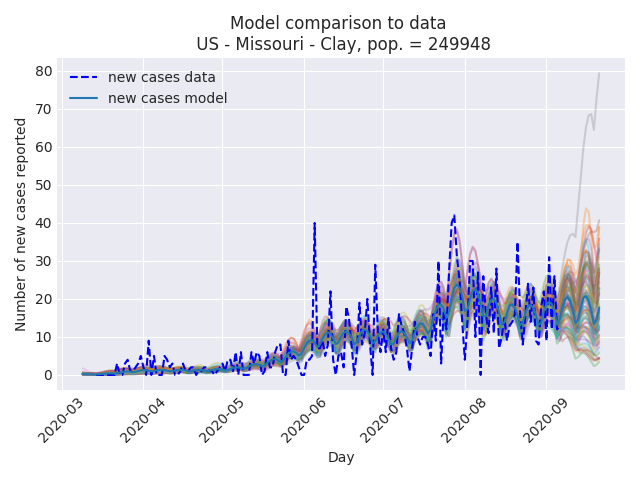 Model comparison to data
US - Missouri - Clay, pop. = 249948
new cases data
new cases model
80
70
60
50
40
30
20
10
0
Number of new cases reported
2020-03
2020-04
2020-05
2020-06
2020-07
2020-08
2020-09
Day